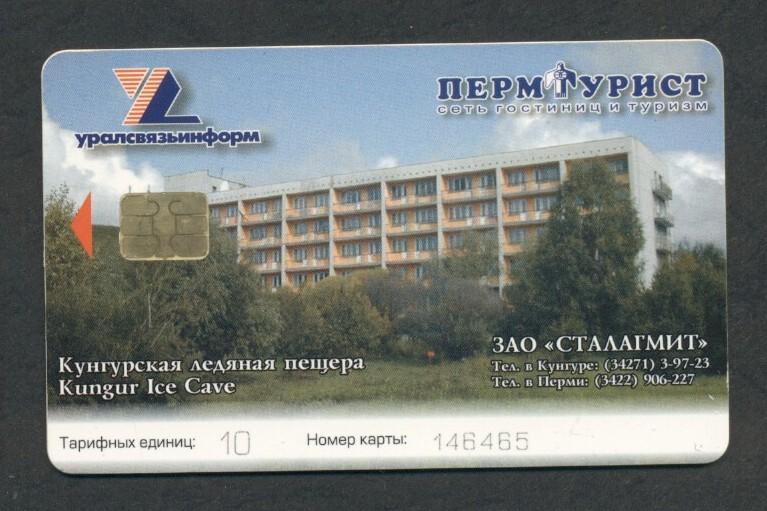 уралсвязьинформ
ПЕРМТУРИСТ
сеть гостиниц и туризм
ЗАО «СТАЛАГМИТ»
Тел. в Кунгуре: (34271) 3-97-23
Тел. в Перми: (3422) 906-227
Кунгурская ледяная пещера
Kungur Ice Cave
Тарифных единиц: 10 Номер карты: 146465